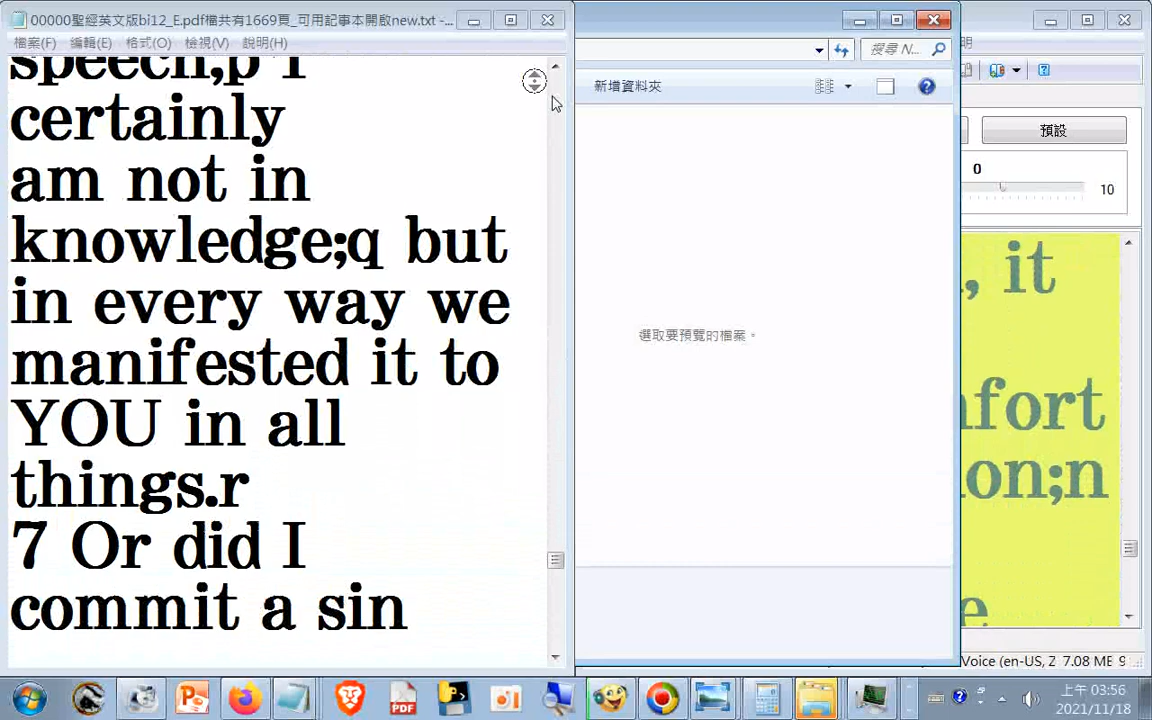 00000聖經英文版bi12_E.pdf檔共有1669頁_可用記事本開啟new.txt -...
檔案(F) 編輯(E) 格式(O) 檢視(V) 說明(H)
speech,p I
certainly
am not in
knowledge;q but
in every way we
manifested it to
YOU in all
things.r
7 Or did I
commit a sin
搜尋 N...
新增資料夾
選取要預覽的檔案。
明
預設
0
10
, it
fort
on;n
e
Voice (en-US, Z 7.08 ME 9
PDF
上午 03:56
2021/11/18